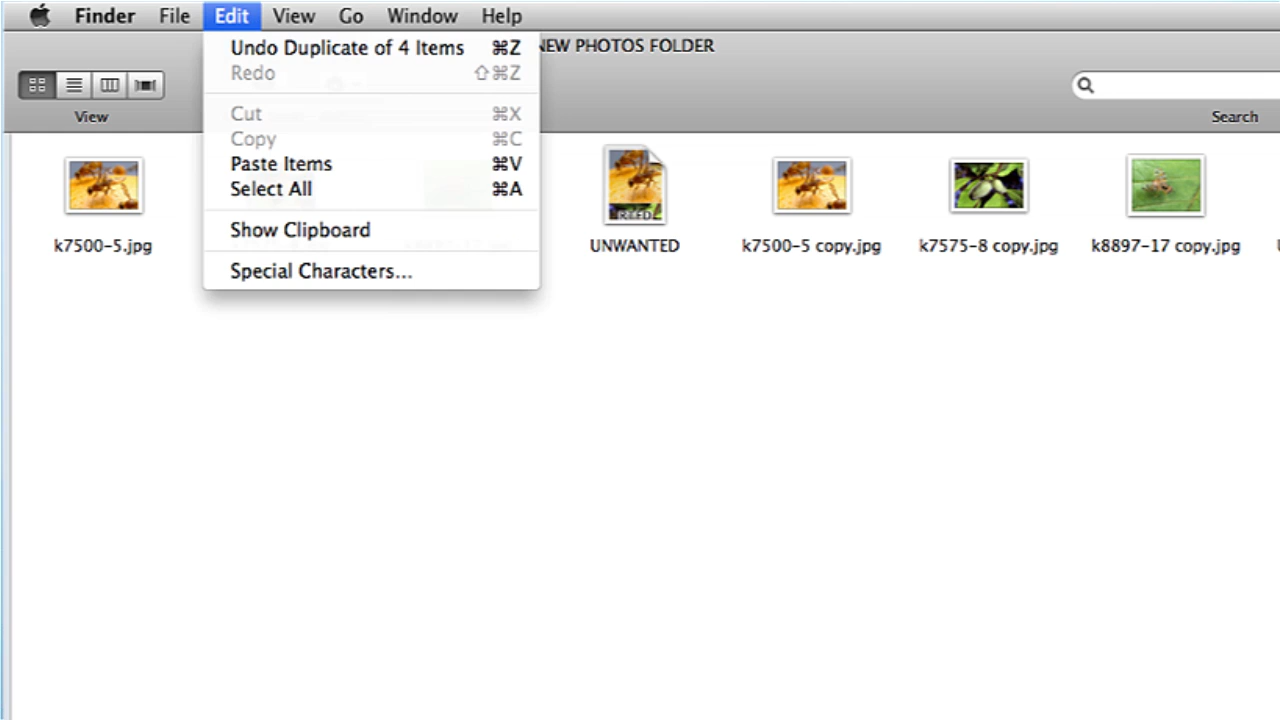 Finder File Edit View Go Window Help
NEW PHOTOS FOLDER
Undo Duplicate of 4 Items ⌘Z
Redo ⇧⌘Z
Cut ⌘X
Copy ⌘C
Paste Items ⌘V
Select All ⌘A
Show Clipboard
Special Characters...
View
Search
RTFD
k7500-5.jpg
UNWANTED
k7500-5 copy.jpg
k7575-8 copy.jpg
k8897-17 copy.jpg